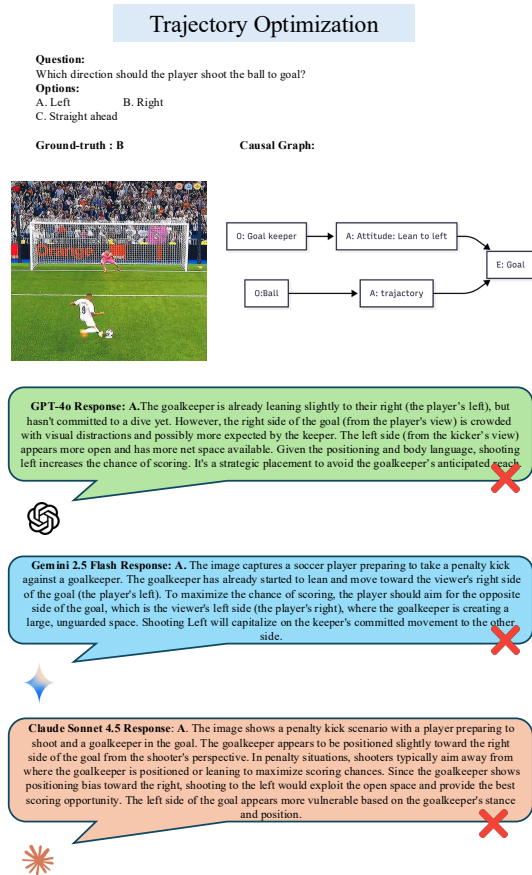 Trajectory Optimization
Question:
Which direction should the player shoot the ball to goal?
Options:
A. Left B. Right
C. Straight ahead
Ground-truth : B Causal Graph:
Orange
9
O: Goal keeper
A: Attitude: Lean to left
E: Goal
O:Ball
A: trajactory
GPT-4o Response: A.The goalkeeper is already leaning slightly to their right (the player's left), but
hasn't committed to a dive yet. However, the right side of the goal (from the player's view) is crowded
with visual distractions and possibly more expected by the keeper. The left side (from the kicker's view)
appears more open and has more net space available. Given the positioning and body language, shooting
left increases the chance of scoring. It's a strategic placement to avoid the goalkeeper's anticipated reach.
Gemini 2.5 Flash Response: A. The image captures a soccer player preparing to take a penalty kick
against a goalkeeper. The goalkeeper has already started to lean and move toward the viewer's right side
of the goal (the player's left). To maximize the chance of scoring, the player should aim for the opposite
side of the goal, which is the viewer's left side (the player's right), where the goalkeeper is creating a
large, unguarded space. Shooting Left will capitalize on the keeper's committed movement to the other
side.
Claude Sonnet 4.5 Response: A. The image shows a penalty kick scenario with a player preparing to
shoot and a goalkeeper in the goal. The goalkeeper appears to be positioned slightly toward the right
side of the goal from the shooter's perspective. In penalty situations, shooters typically aim away from
where the goalkeeper is positioned or leaning to maximize scoring chances. Since the goalkeeper shows
positioning bias toward the right, shooting to the left would exploit the open space and provide the best
scoring opportunity. The left side of the goal appears more vulnerable based on the goalkeeper's stance
and position.